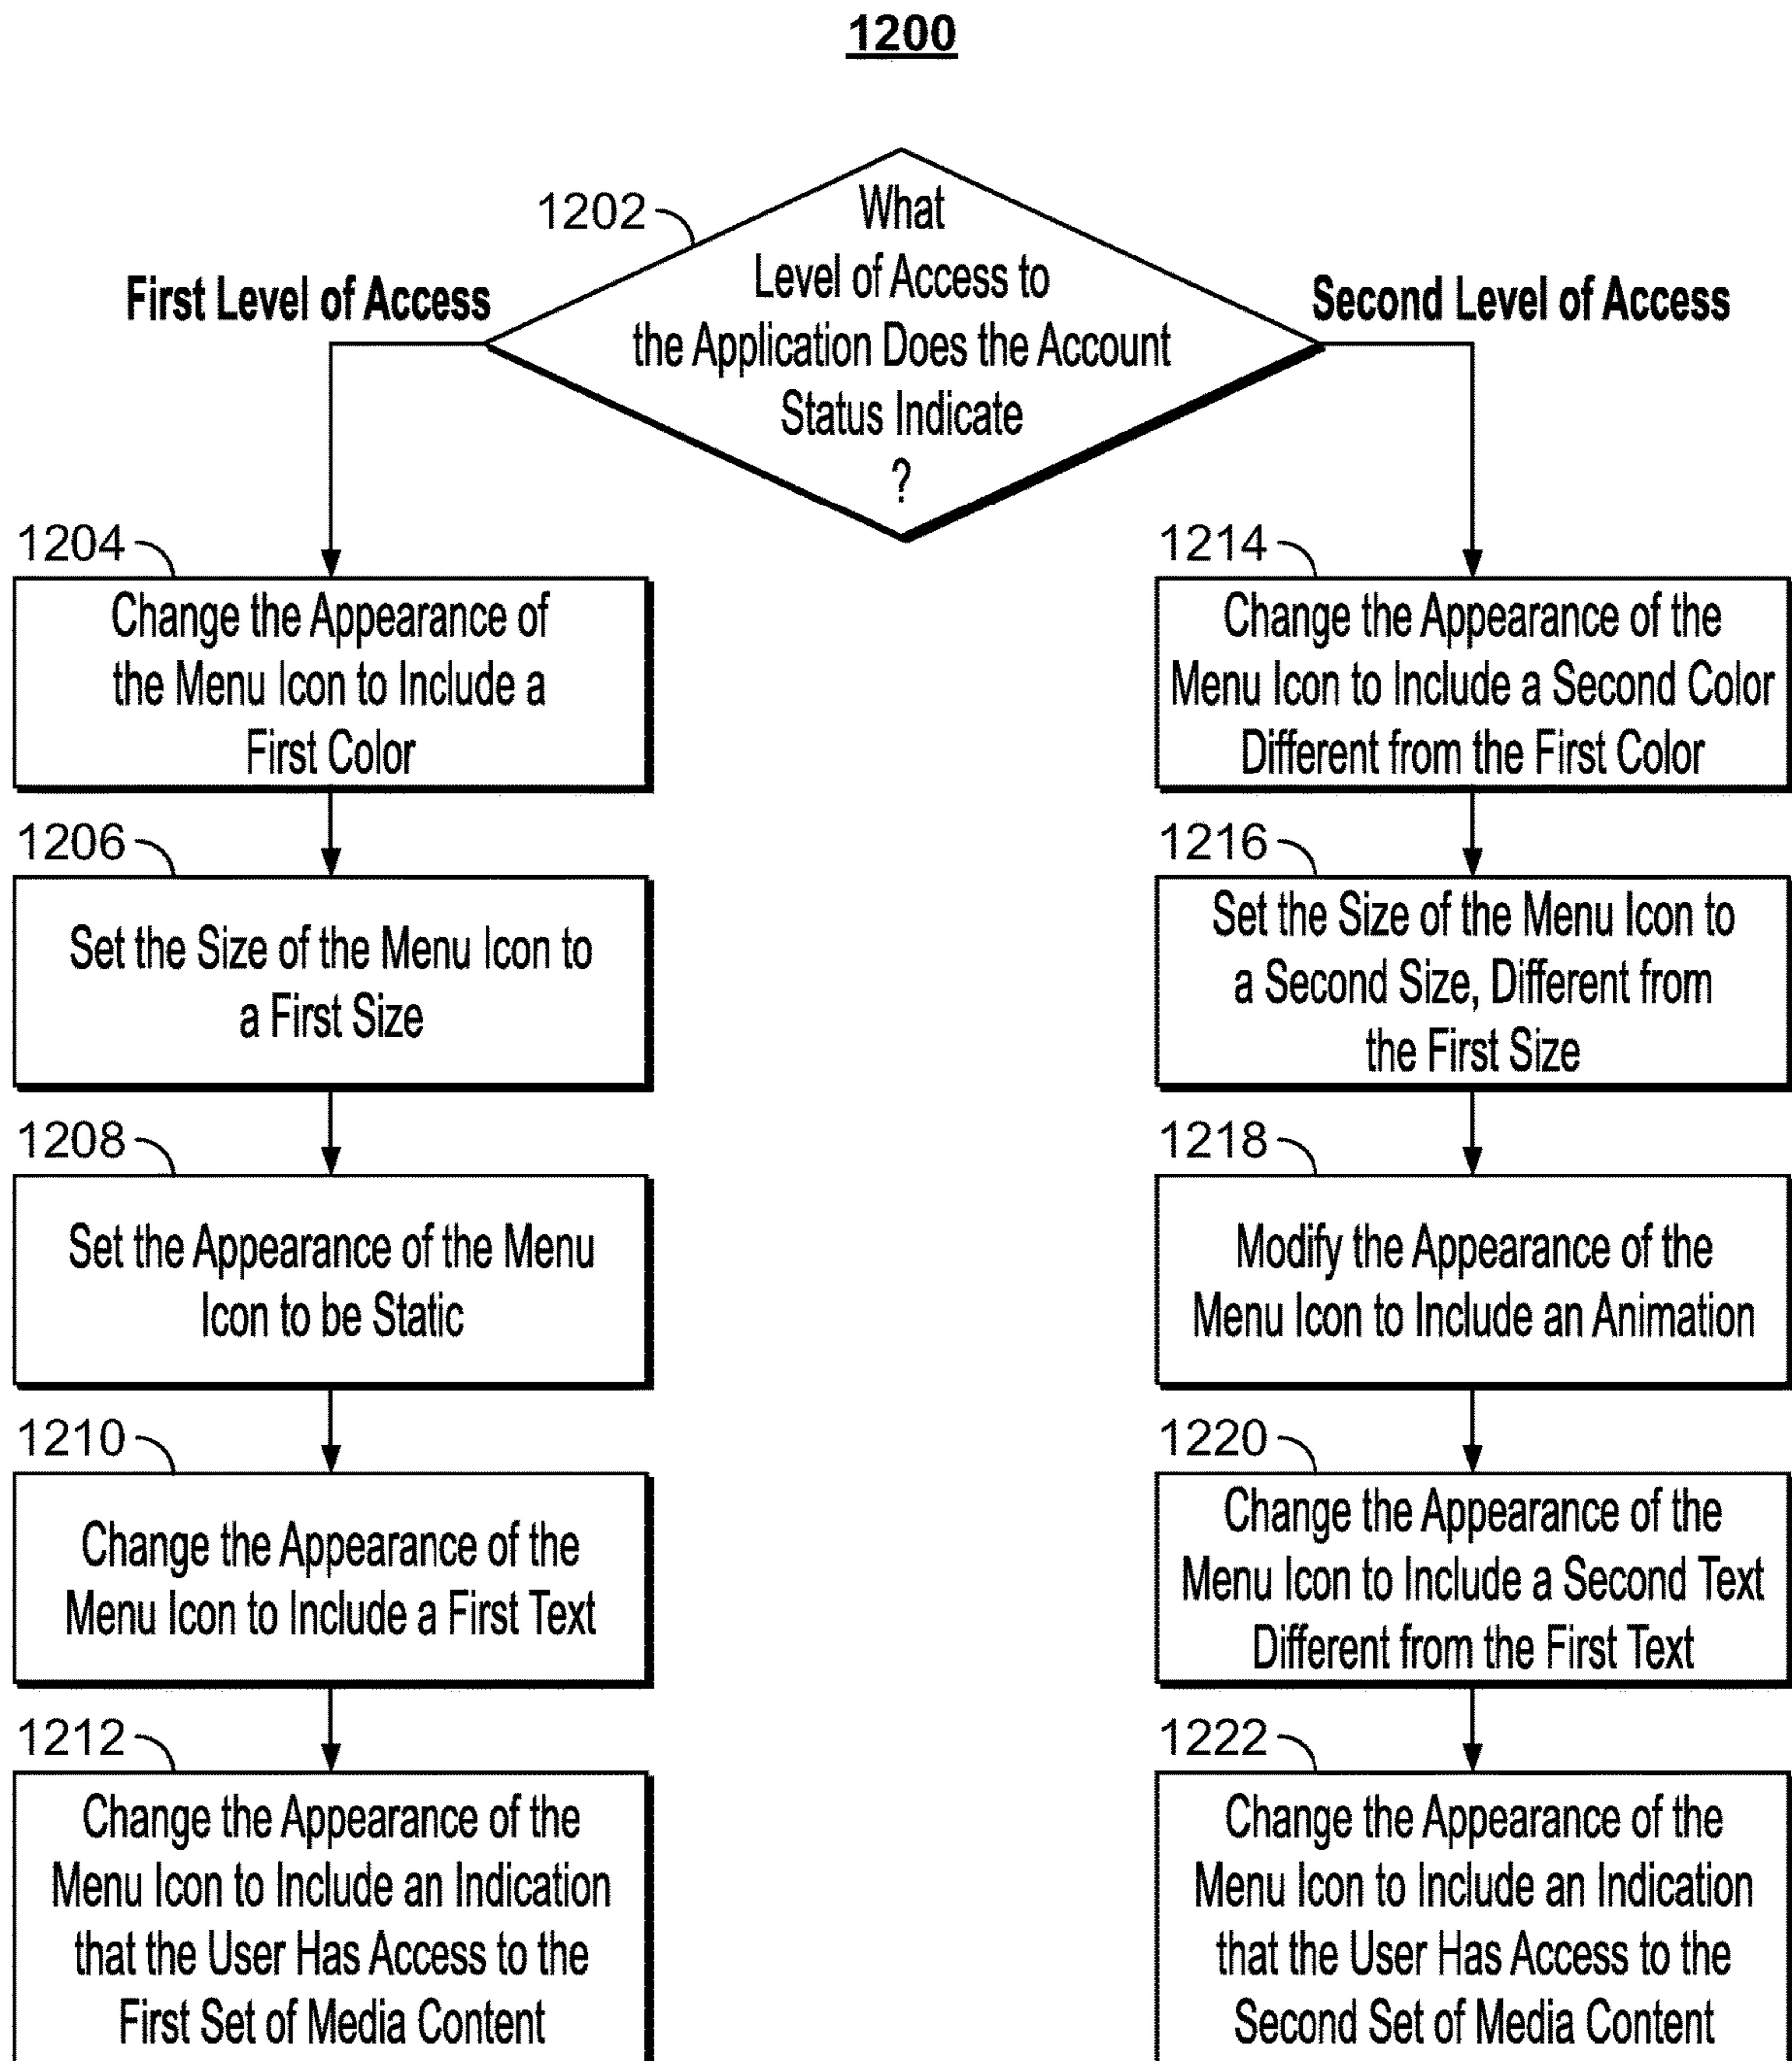 1200
1202
What
Level of Access to
the Application Does the Account
Status Indicate
?
First Level of Access
Second Level of Access
1204
Change the Appearance of
the Menu Icon to Include a
First Color
1206
Set the Size of the Menu Icon to
a First Size
1208
Set the Appearance of the Menu
Icon to be Static
1210
Change the Appearance of the
Menu Icon to Include a First Text
1212
Change the Appearance of the
Menu Icon to Include an Indication
that the User Has Access to the
First Set of Media Content
1214
Change the Appearance of the
Menu Icon to Include a Second Color
Different from the First Color
1216
Set the Size of the Menu Icon to
a Second Size, Different from
the First Size
1218
Modify the Appearance of the
Menu Icon to Include an Animation
1220
Change the Appearance of the
Menu Icon to Include a Second Text
Different from the First Text
1222
Change the Appearance of the
Menu Icon to Include an Indication
that the User Has Access to the
Second Set of Media Content